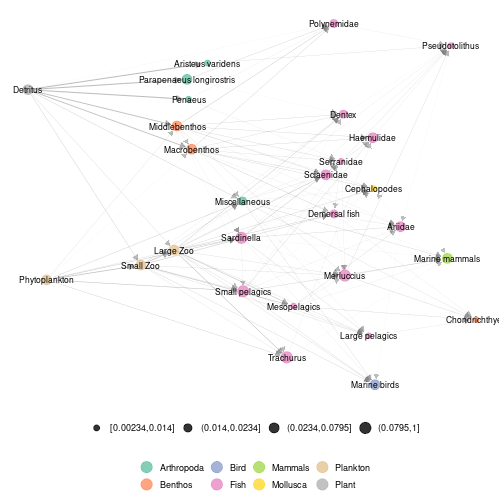 Polynemidae
Pseudotolithus
Aristeus varidens
Parapenaeus longirostris
Detritus
Penaeus
Dentex
Middlebenthos
Haemulidae
Macrobenthos
Serranidae
Sciaenidae
Cephalopodes
Miscellaneous
Demersal fish
Ariidae
Sardinella
Large Zoo
Marine mammals
Small Zoo
Merluccius
Phytoplankton
Small pelagics
Mesopelagics
Chondrichthye
Large pelagics
Trachurus
Marine birds
[0.00234,0.014] (0.014,0.0234] (0.0234,0.0795] (0.0795,1]
Arthropoda Bird Mammals Plankton
Benthos Fish Mollusca Plant